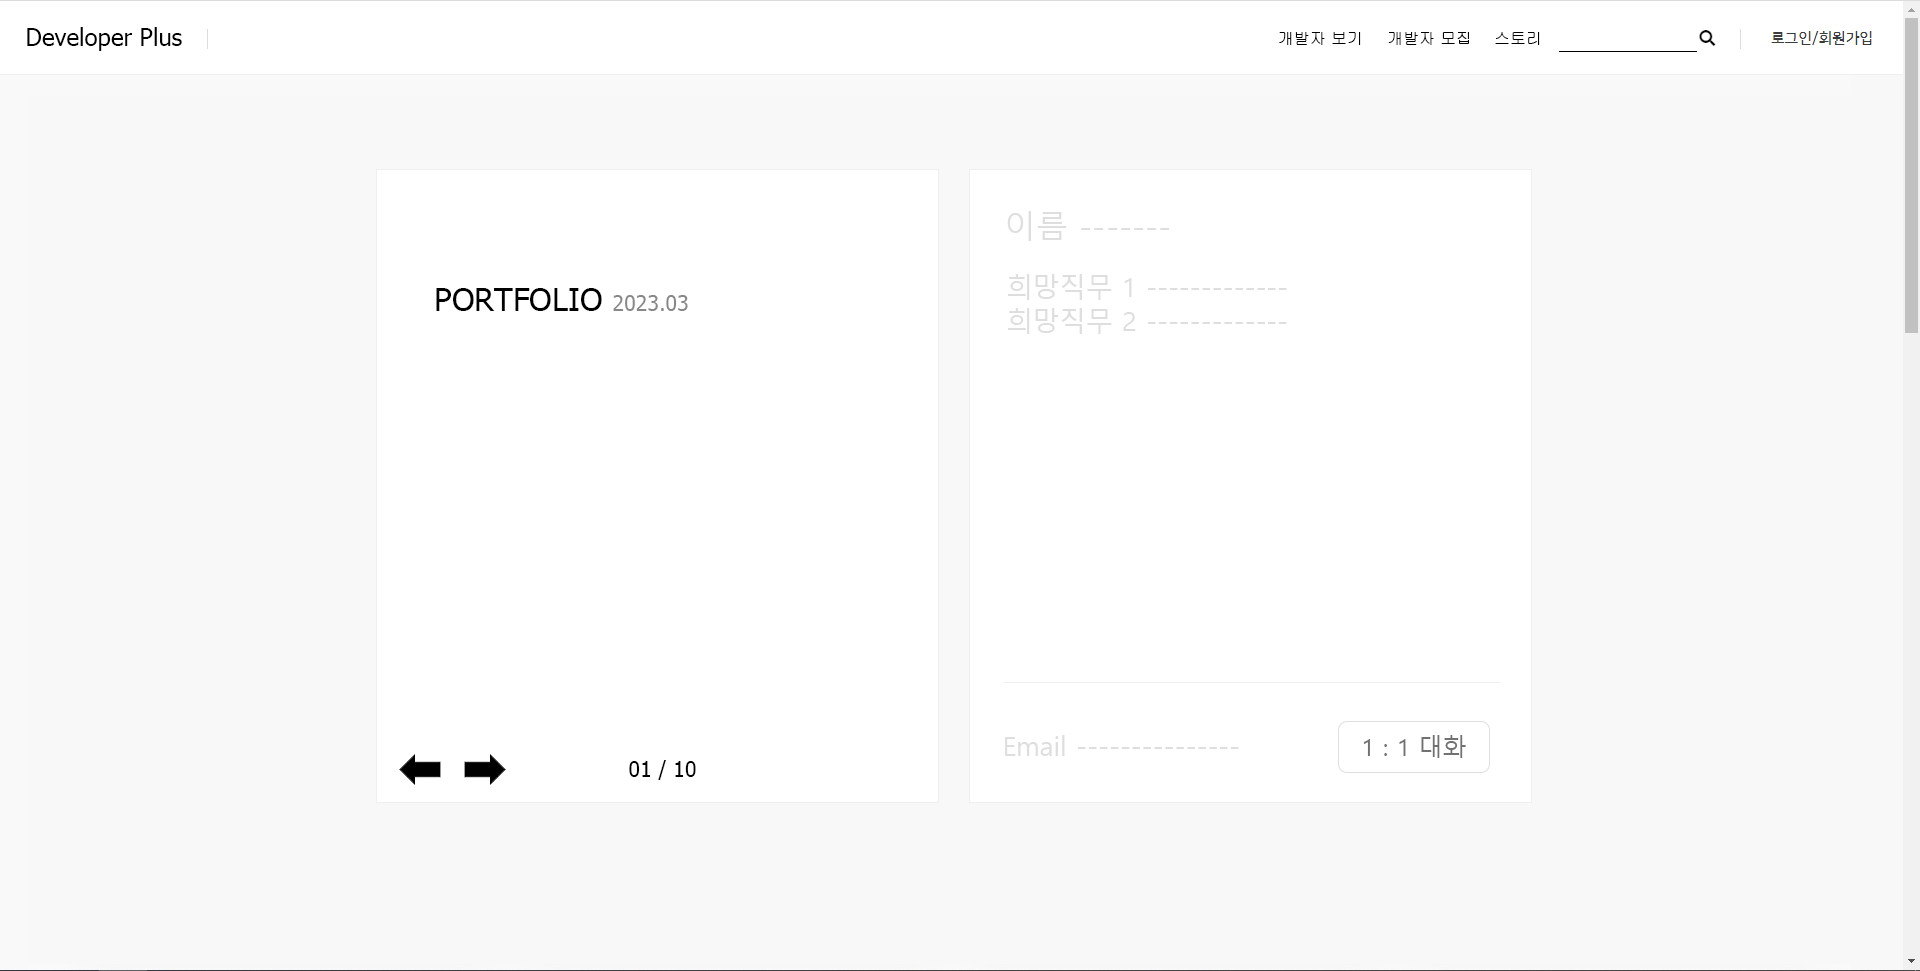 Developer Plus
개발자 보기 개발자 모집 스토리 로그인/회원가입
PORTFOLIO 2023.03
01 / 10
이름 -------
희망직무 1 -------------
희망직무 2 -------------
Email ---------------
1 : 1 대화